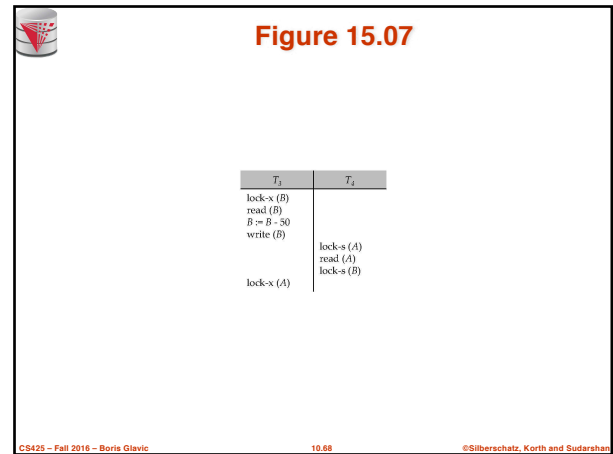 Figure 15.07
T3 T4
lock-x (B)
read (B)
B := B - 50
write (B)
lock-s (A)
read (A)
lock-s (B)
lock-x (A)
CS425 – Fall 2016 – Boris Glavic 10.68 ©Silberschatz, Korth and Sudarshan